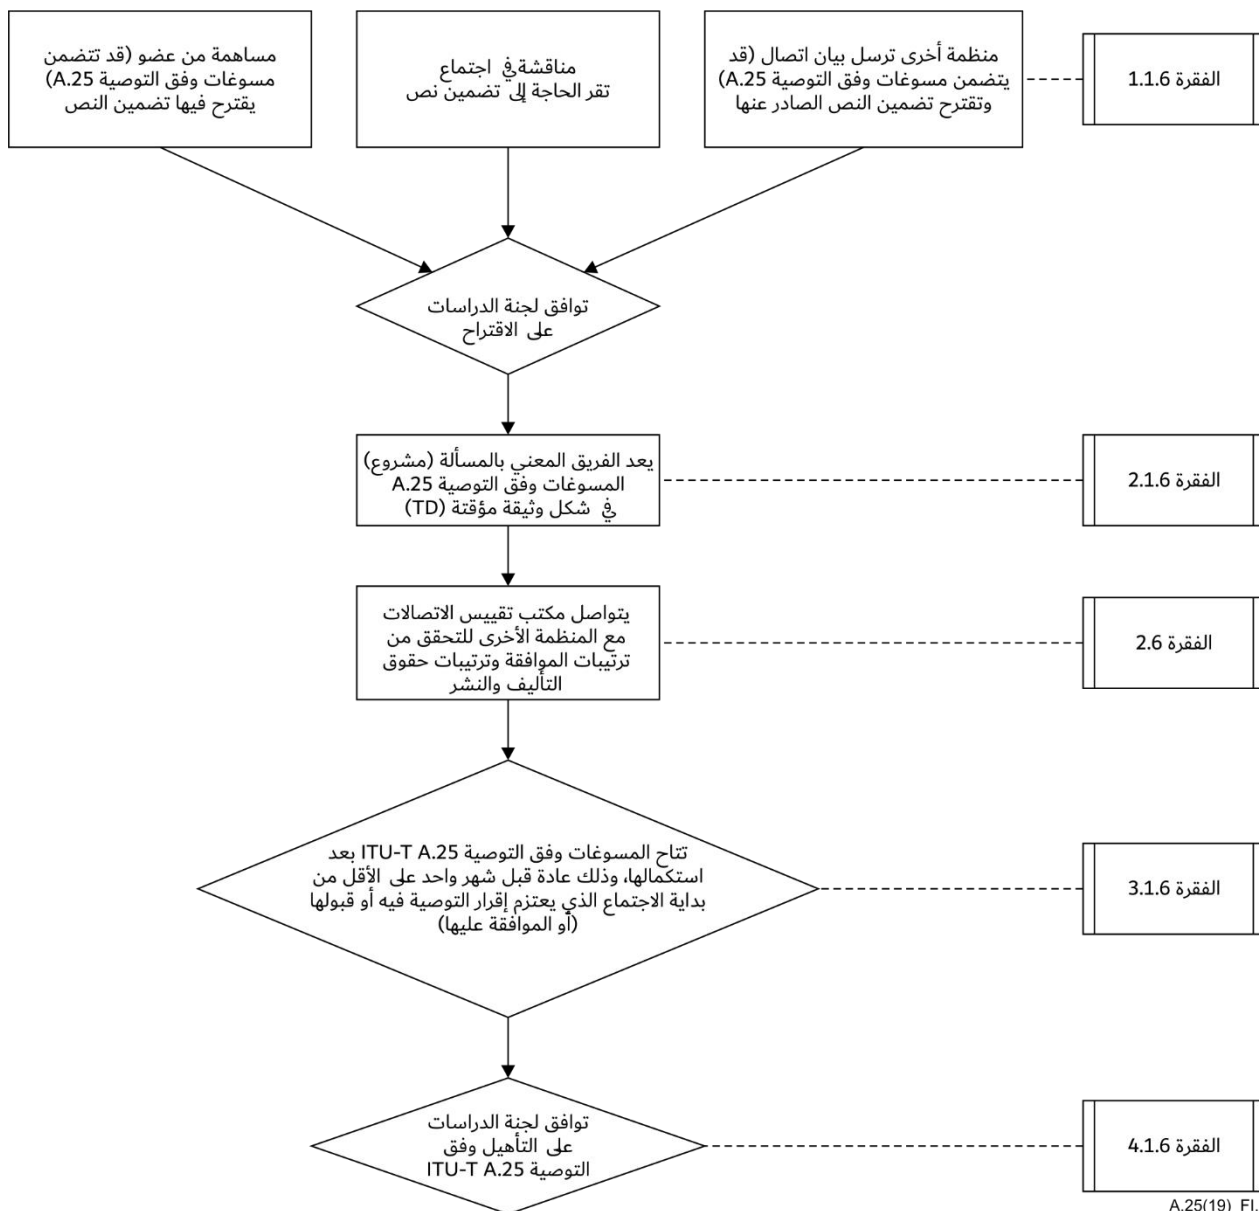 منظمة أخرى ترسل بيان اتصال (قد
يتضمن مسوغات وفق التوصية A.25)
وتقترح تضمين النص الصادر عنها
مناقشة في اجتماع
تقر الحاجة إلى تضمين نص
مساهمة من عضو (قد تتضمن
مسوغات وفق التوصية A.25)
يقترح فيها تضمين النص
الفقرة 1.1.6
توافق لجنة الدراسات
على الاقتراح
يعد الفريق المعني بالمسألة (مشروع)
المسوغات وفق التوصية A.25
في شكل وثيقة مؤقتة (TD)
الفقرة 2.1.6
يتواصل مكتب تقييس الاتصالات
مع المنظمة الأخرى للتحقق من
ترتيبات الموافقة وترتيبات حقوق
التأليف والنشر
الفقرة 2.6
تتاح المسوغات وفق التوصية ITU-T A.25 بعد
استكمالها، وذلك عادة قبل شهر واحد على الأقل من
بداية الاجتماع الذي يعتزم إقرار التوصية فيه أو قبولها
(أو الموافقة عليها)
الفقرة 3.1.6
توافق لجنة الدراسات
على التأهيل وفق
التوصية ITU-T A.25
الفقرة 4.1.6
A.25(19)